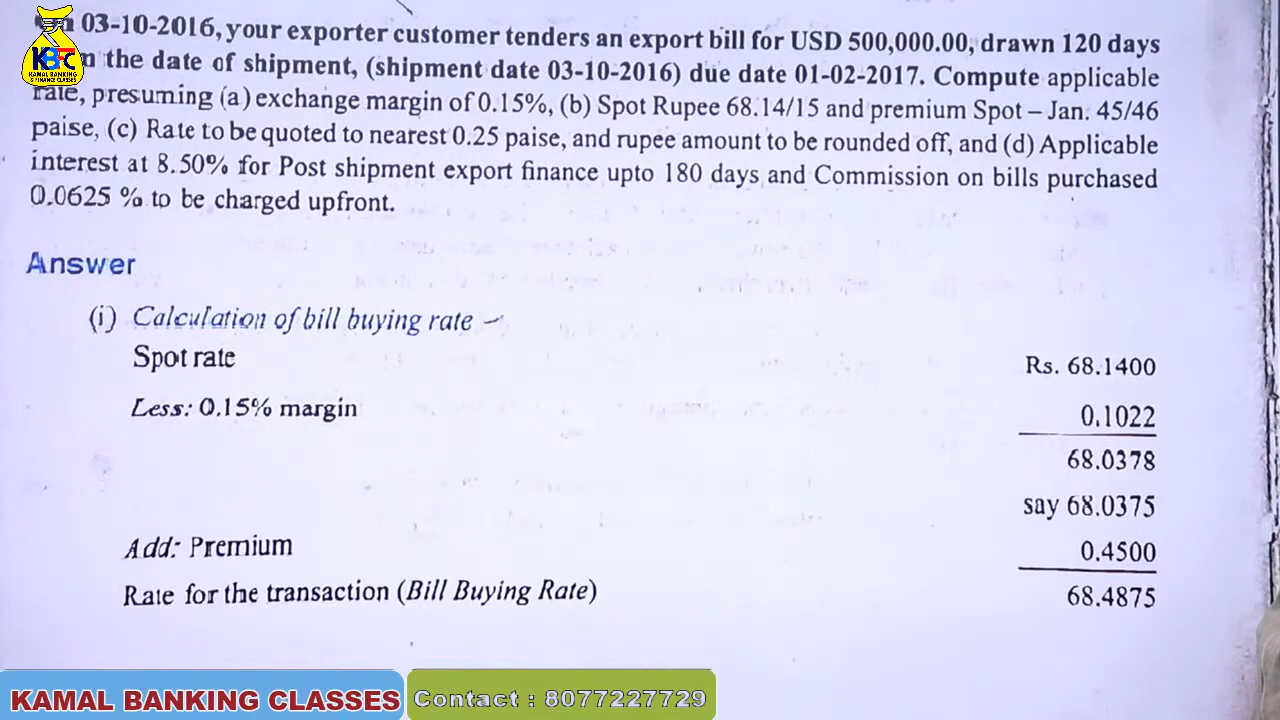 KBC
KAMAL BANKING
& FINANCE CLASSES
03-10-2016, your exporter customer tenders an export bill for USD 500,000.00, drawn 120 days
the date of shipment, (shipment date 03-10-2016) due date 01-02-2017. Compute applicable
rate, presuming (a) exchange margin of 0.15%, (b) Spot Rupee 68.14/15 and premium Spot – Jan: 45/46
paise, (c) Rate to be quoted to nearest 0.25 paise, and rupee amount to be rounded off, and (d) Applicable
interest at 8.50% for Post shipment export finance upto 180 days and Commission on bills purchased
0.0625 % to be charged upfront.
Answer
(i) Calculation of bill buying rate –
Spot rate Rs. 68.1400
Less: 0.15% margin 0.1022
68.0378
say 68.0375
Add: Premium 0.4500
Rate for the transaction (Bill Buying Rate) 68.4875
KAMAL BANKING CLASSES
Contact : 8077227729